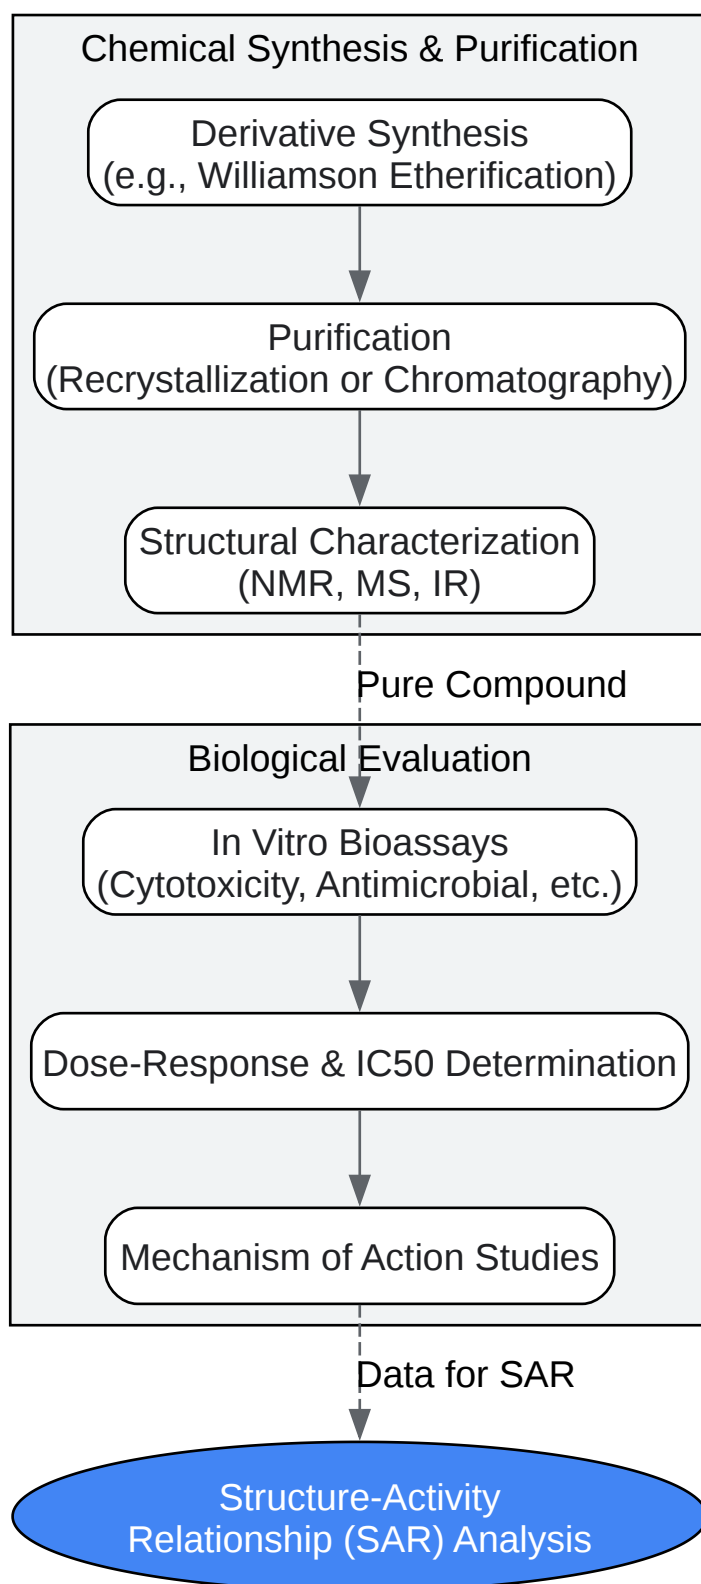 Chemical Synthesis & Purification
Derivative Synthesis
(e.g., Williamson Etherification)
Purification
(Recrystallization or Chromatography)
Structural Characterization
(NMR, MS, IR)
Pure Compound
Biological Evaluation
In Vitro Bioassays
(Cytotoxicity, Antimicrobial, etc.)
Dose-Response & IC50 Determination
Mechanism of Action Studies
Data for SAR
Structure-Activity
Relationship (SAR) Analysis